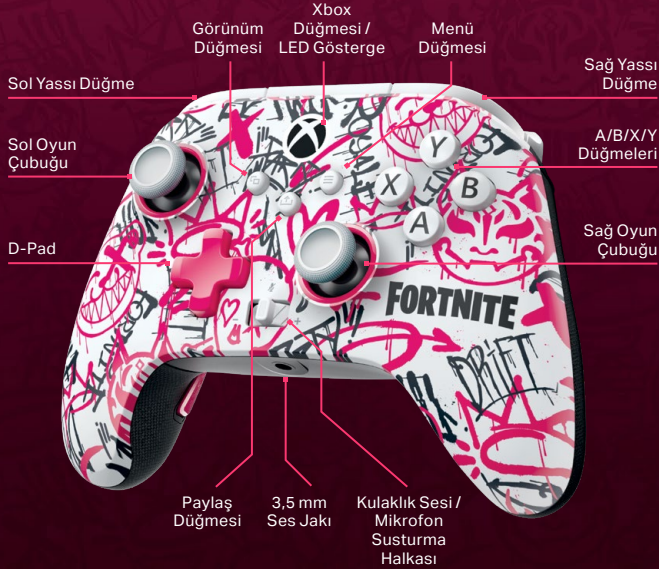 Xbox
Düğmesi /
LED Gösterge
Görünüm
Düğmesi
Menü
Düğmesi
Sol Yassı Düğme
Sağ Yassı
Düğme
Sol Oyun
Çubuğu
A/B/X/Y
Düğmeleri
Y
X
B
A
D-Pad
Sağ Oyun
Çubuğu
FORTNITE
DRIFT
Paylaş
Düğmesi
3,5 mm
Ses Jakı
Kulaklık Sesi /
Mikrofon
Susturma
Halkası